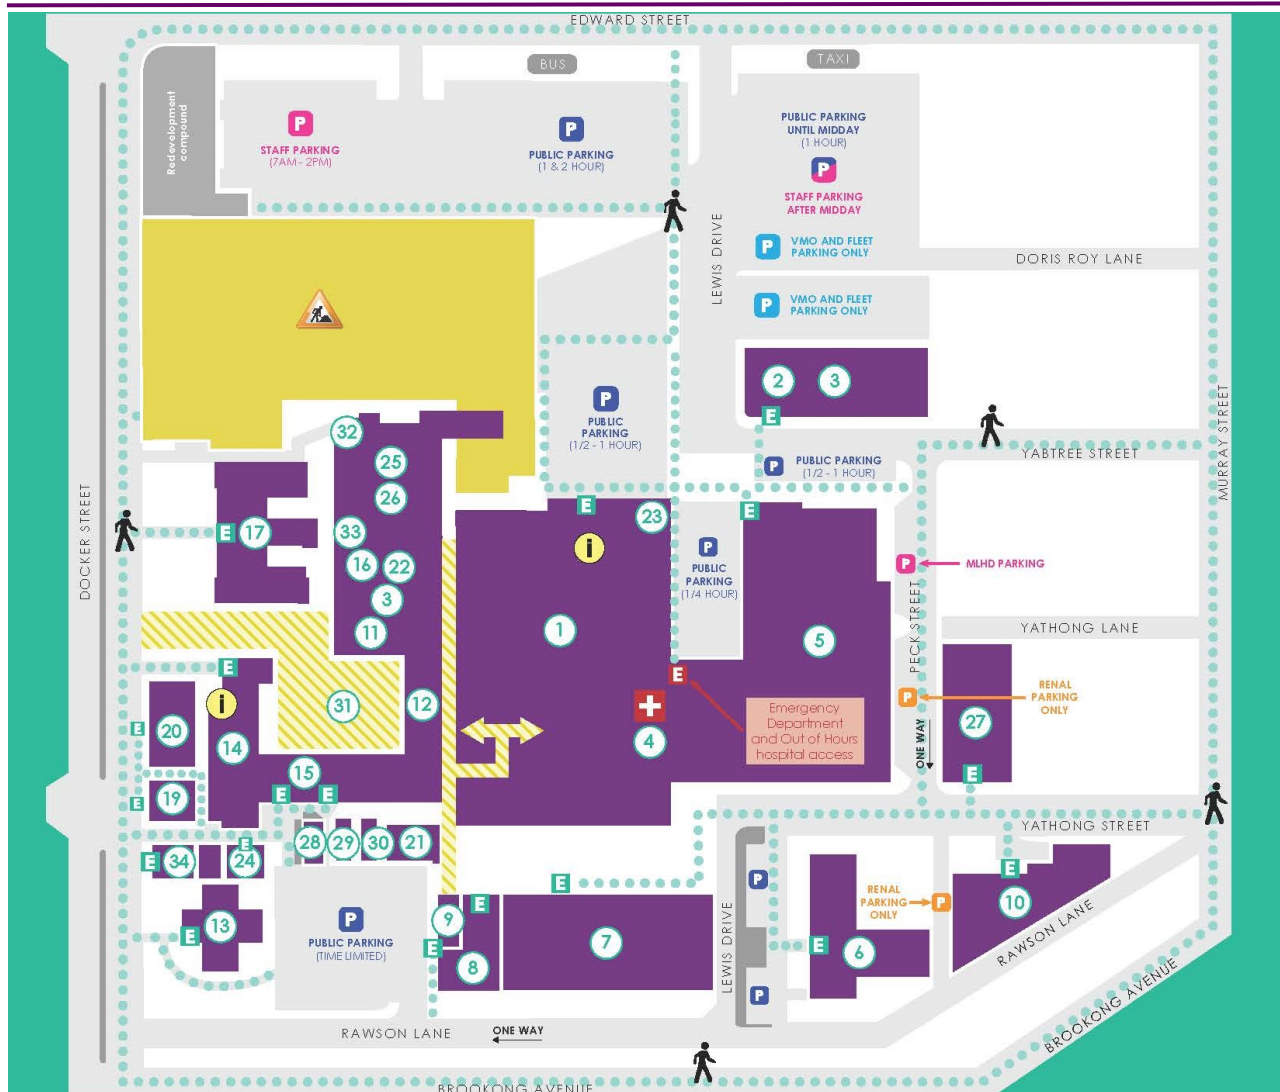 EDWARD STREET
BUS
TAXI
Redevelopment
compound
P
STAFF PARKING
(7AM - 2PM)
P
PUBLIC PARKING
(1 & 2 HOUR)
PUBLIC PARKING
UNTIL MIDDAY
(1 HOUR)
P
STAFF PARKING
AFTER MIDDAY
P
VMO AND FLEET
PARKING ONLY
LEWIS DRIVE
DORIS ROY LANE
P
VMO AND FLEET
PARKING ONLY
2
3
E
P
PUBLIC
PARKING
(1/2 - 1 HOUR)
MURRAY STREET
32
25
26
YABTREE STREET
P
PUBLIC PARKING
(1/2 - 1 HOUR)
E
23
E
DOCKER STREET
E
17
33
i
P
PUBLIC
PARKING
(1/4 HOUR)
P
MLHD PARKING
16
22
3
11
1
5
PECK STREET
YATHONG LANE
E
E
i
31
12
Emergency
Department
and Out of Hours
hospital access
P
RENAL
PARKING
ONLY
27
ONE WAY
E
20
14
4
E
15
E
E
E
19
YATHONG STREET
28
29
30
21
E
34
E
24
E
E
P
E
10
RENAL
PARKING
ONLY
P
E
13
P
PUBLIC PARKING
(TIME LIMITED)
9
E
8
7
LEWIS DRIVE
E
6
P
RAWSON LANE
RAWSON LANE
ONE WAY
BROOKONG AVENUE
BROOKONG AVENUE